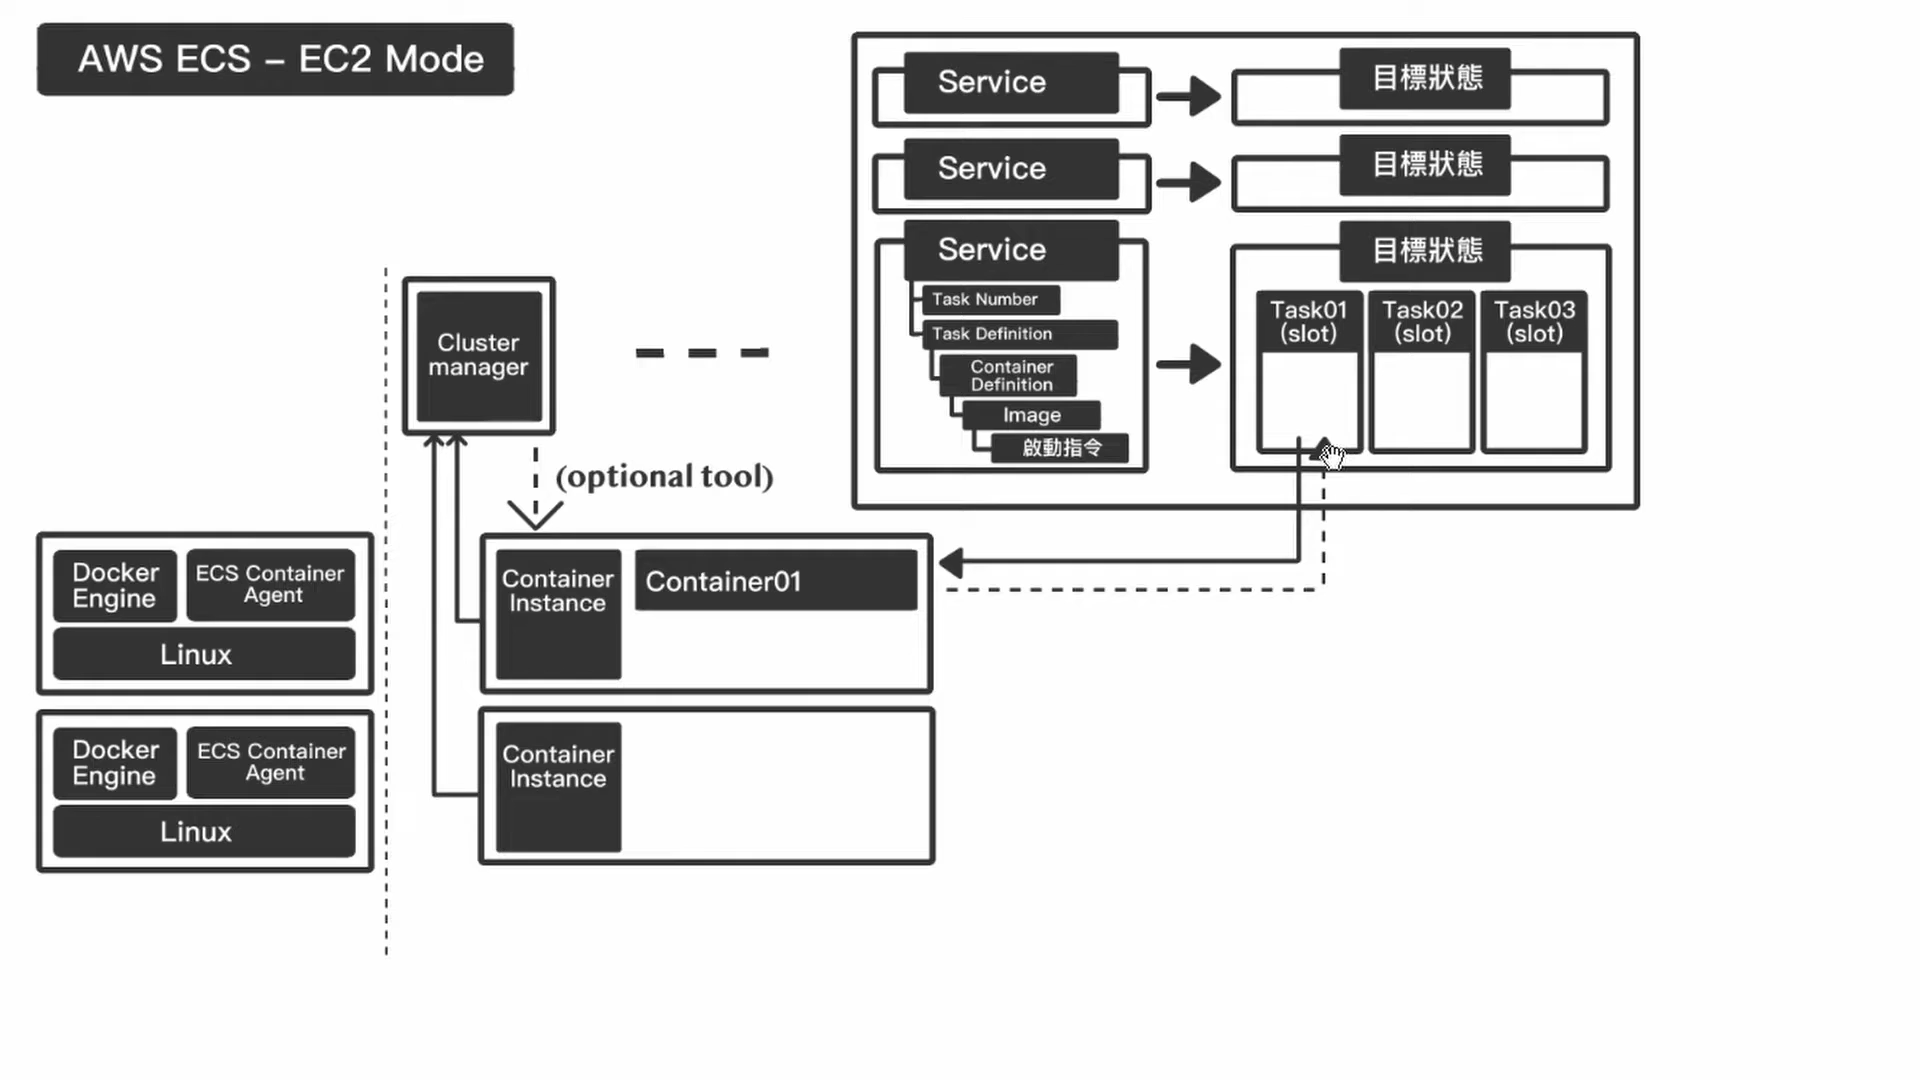 AWS ECS – EC2 Mode
Service
目標狀態
Service
目標狀態
Service
目標狀態
Task Number
Task Definition
Container
Definition
Image
啟動指令
Task01
(slot)
Task02
(slot)
Task03
(slot)
Cluster
manager
(optional tool)
Docker
Engine
ECS Container
Agent
Linux
Container
Instance
Container01
Docker
Engine
ECS Container
Agent
Linux
Container
Instance